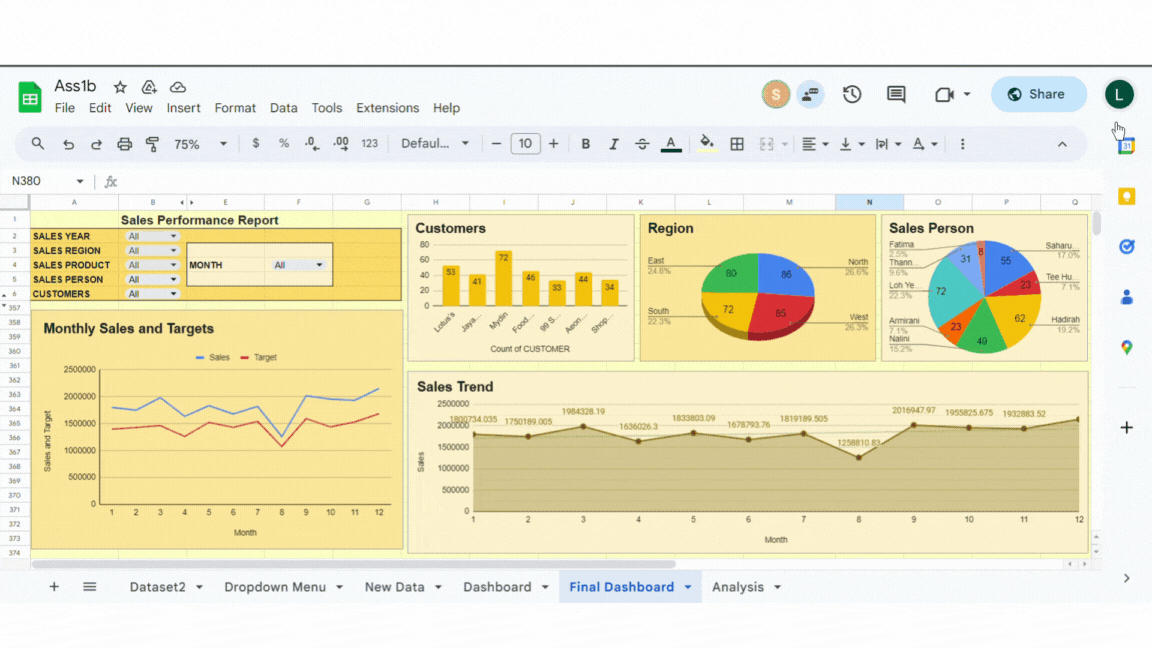 Ass1b
File Edit View Insert Format Data Tools Extensions Help
S
Share
L
75%
$ % .0 .00 123 Defaul... 10 B I
31
N380
fx
A B E F G H I J K L M N O P Q
1 Sales Performance Report
2 SALES YEAR All
3 SALES REGION All
4 SALES PRODUCT All MONTH All
5 SALES PERSON All
6 CUSTOMERS All
357
358
359
360
361
362
363
364
365
366
367
368
369
370
371
372
373
374
Monthly Sales and Targets
Sales Target
2500000
2000000
1500000
1000000
500000
0
Sales and Target
1 2 3 4 5 6 7 8 9 10 11 12
Month
Customers
80
60
40
20
0
53 41 72 46 33 44 34
Lotus's Jaya... Mydin Food... 99 S... Aeon... Shop...
Count of CUSTOMER
Region
East
24.8%
North
26.6%
South
22.3%
West
26.3%
80 86
72 85
Sales Person
Fatima
2.5%
Thann...
9.6%
Loh Ye...
22.3%
Armirani
7.1%
Nalini
15.2%
Saharu...
17.0%
Tee Hu...
7.1%
Hadirah
19.2%
8 55 23 62 49 23 72 31
Sales Trend
2500000
2000000
1500000
1000000
500000
0
Sales
1800734.035 1750189.005 1984328.19 1636026.3 1833803.09 1678793.76 1819189.505 1258810.83 2016947.97 1955825.675 1932883.52
1 2 3 4 5 6 7 8 9 10 11 12
Month
Dataset2 Dropdown Menu New Data Dashboard Final Dashboard Analysis